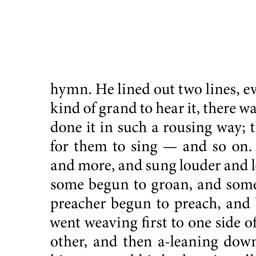 hymn. He lined out two lines, ev
kind of grand to hear it, there wa
done it in such a rousing way; t
for them to sing — and so on.
and more, and sung louder and l
some begun to groan, and some
preacher begun to preach, and
went weaving first to one side of
other, and then a-leaning down